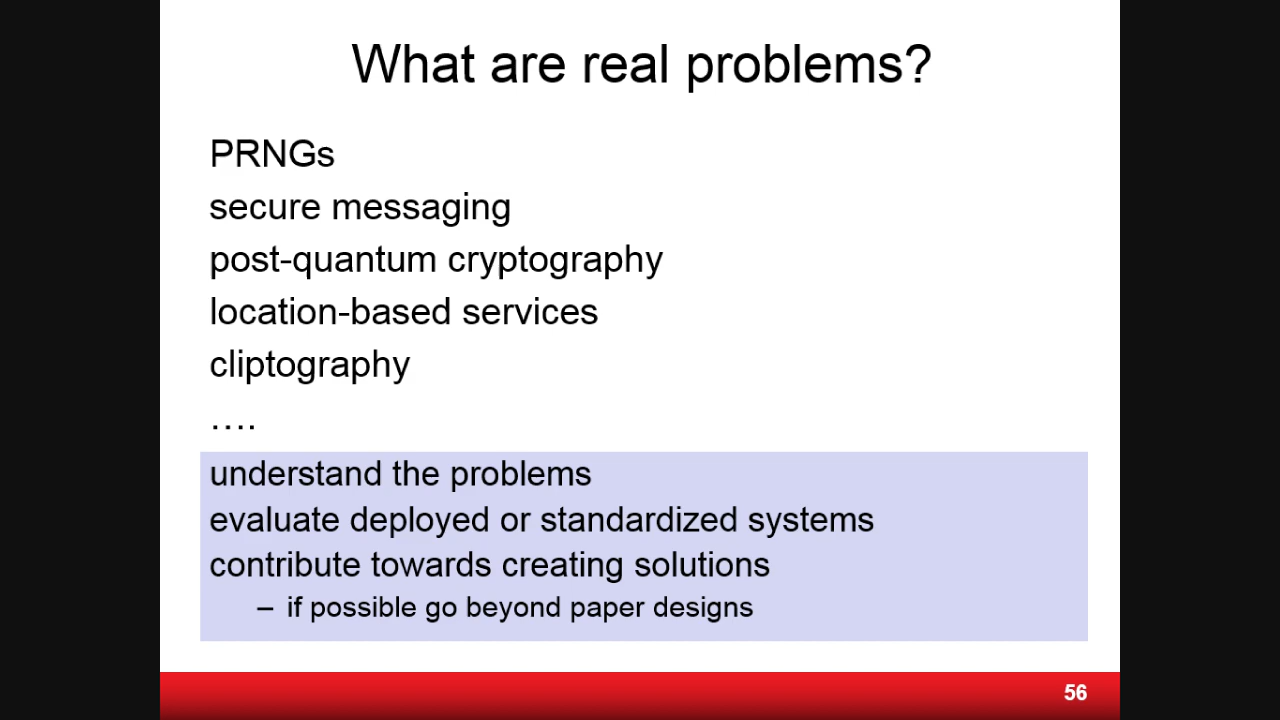 What are real problems?
PRNGs
secure messaging
post-quantum cryptography
location-based services
cliptography
….
understand the problems
evaluate deployed or standardized systems
contribute towards creating solutions
– if possible go beyond paper designs
56